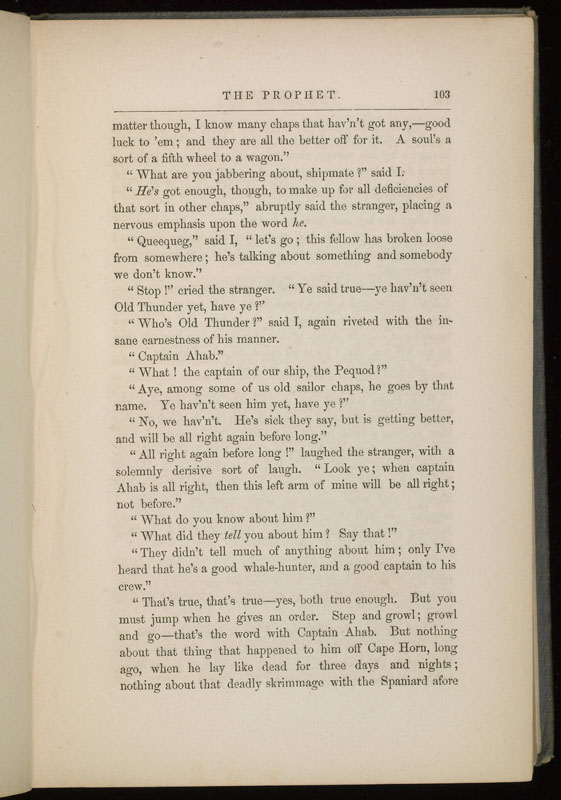 THE PROPHET. 103
matter though, I know many chaps that hav'n't got any,—good
luck to 'em; and they are all the better off for it. A soul's a
sort of a fifth wheel to a wagon."
"What are you jabbering about, shipmate?" said I.
"He's got enough, though, to make up for all deficiencies of
that sort in other chaps," abruptly said the stranger, placing a
nervous emphasis upon the word he.
"Queequeg," said I, "let's go; this fellow has broken loose
from somewhere; he's talking about something and somebody
we don't know."
"Stop!" cried the stranger. "Ye said true—ye hav'n't seen
Old Thunder yet, have ye?"
"Who's Old Thunder?" said I, again riveted with the in-
sane earnestness of his manner.
"Captain Ahab."
"What! the captain of our ship, the Pequod?"
"Aye, among some of us old sailor chaps, he goes by that
name. Ye hav'n't seen him yet, have ye?"
"No, we hav'n't. He's sick they say, but is getting better,
and will be all right again before long."
"All right again before long!" laughed the stranger, with a
solemnly derisive sort of laugh. "Look ye; when captain
Ahab is all right, then this left arm of mine will be all right;
not before."
"What do you know about him?"
"What did they tell you about him? Say that!"
"They didn't tell much of anything about him; only I've
heard that he's a good whale-hunter, and a good captain to his
crew."
"That's true, that's true—yes, both true enough. But you
must jump when he gives an order. Step and growl; growl
and go—that's the word with Captain Ahab. But nothing
about that thing that happened to him off Cape Horn, long
ago, when he lay like dead for three days and nights;
nothing about that deadly skrimmage with the Spaniard afore